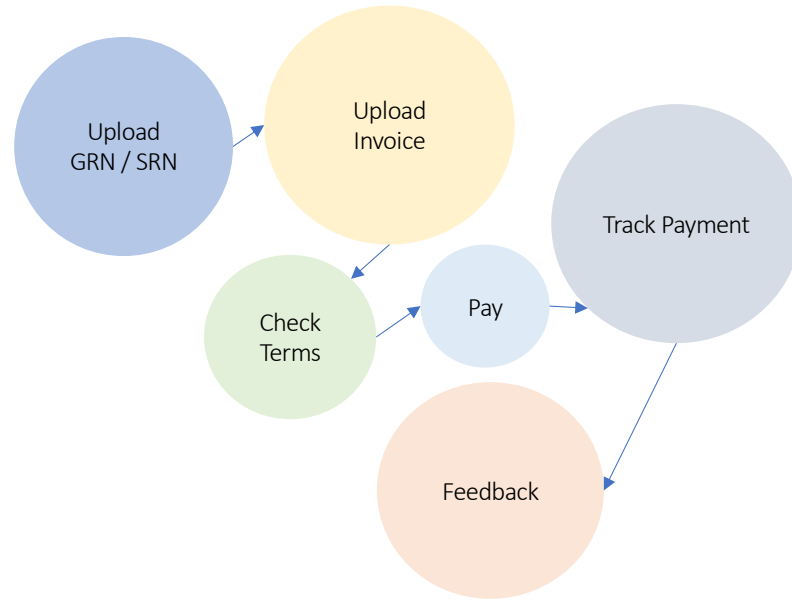 Upload
GRN / SRN
Upload
Invoice
Check
Terms
Pay
Track Payment
Feedback